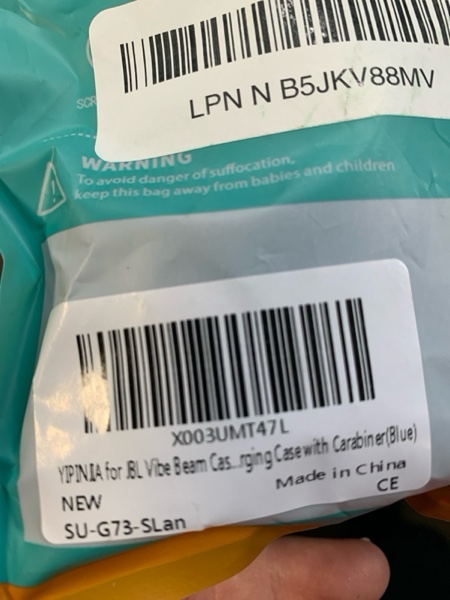 SCR
LPN N B5JKV88MV
WARNING
To avoid danger of suffocation,
keep this bag away from babies and children
X003UMT47L
YIPINIA for JBL Vibe Beam Cas...rging Case with Carabiner(Blue)
Made in China
NEW
CE
SU-G73-SLan